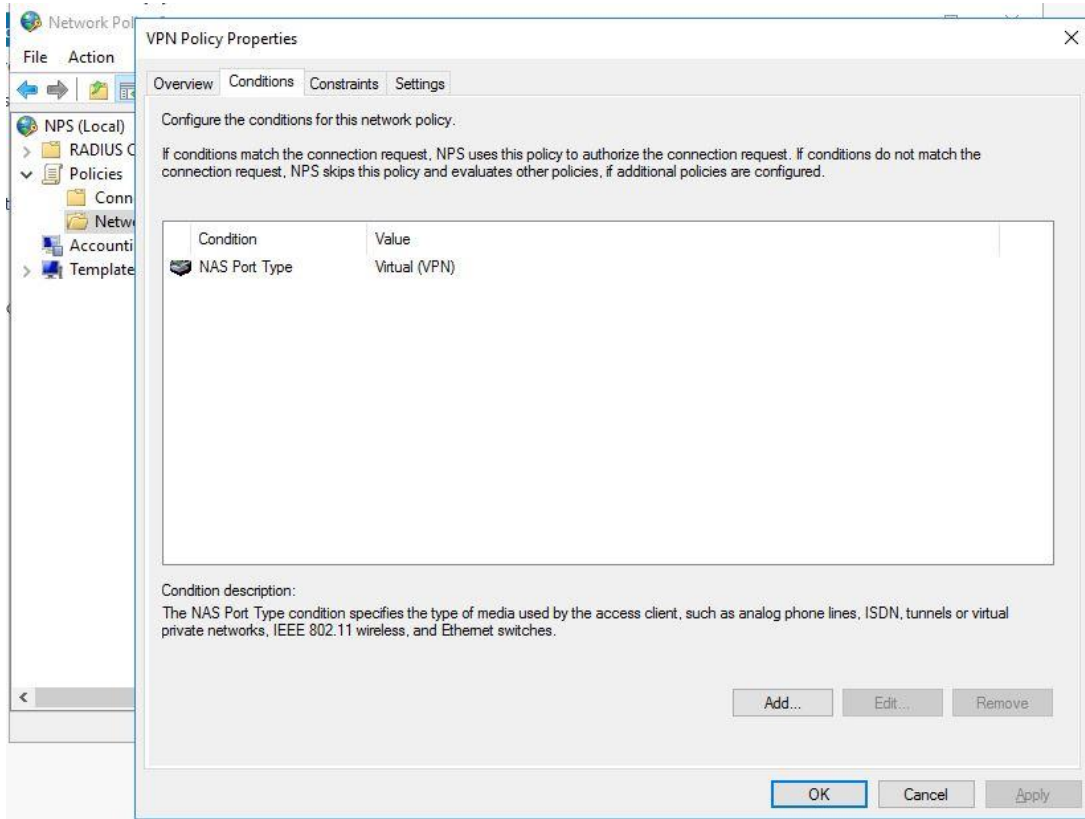 Network Pol
VPN Policy Properties
File Action
Overview Conditions Constraints Settings
NPS (Local)
RADIUS C
Policies
Conn
Netwo
Accounti
Template
Configure the conditions for this network policy.
If conditions match the connection request, NPS uses this policy to authorize the connection request. If conditions do not match the
connection request, NPS skips this policy and evaluates other policies, if additional policies are configured.
Condition Value
NAS Port Type Virtual (VPN)
Condition description:
The NAS Port Type condition specifies the type of media used by the access client, such as analog phone lines, ISDN, tunnels or virtual
private networks, IEEE 802.11 wireless, and Ethernet switches.
Add... Edit... Remove
OK Cancel Apply